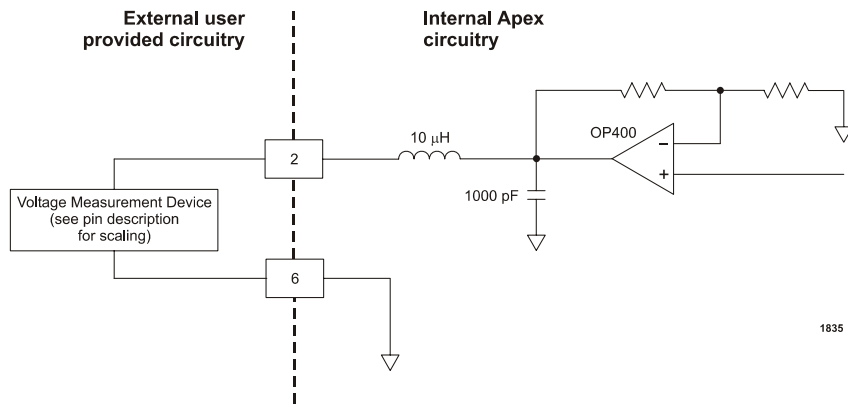 External user
provided circuitry
Internal Apex
circuitry
OP400
10 μH
2
−
+
1000 pF
Voltage Measurement Device
(see pin description
for scaling)
6
1835